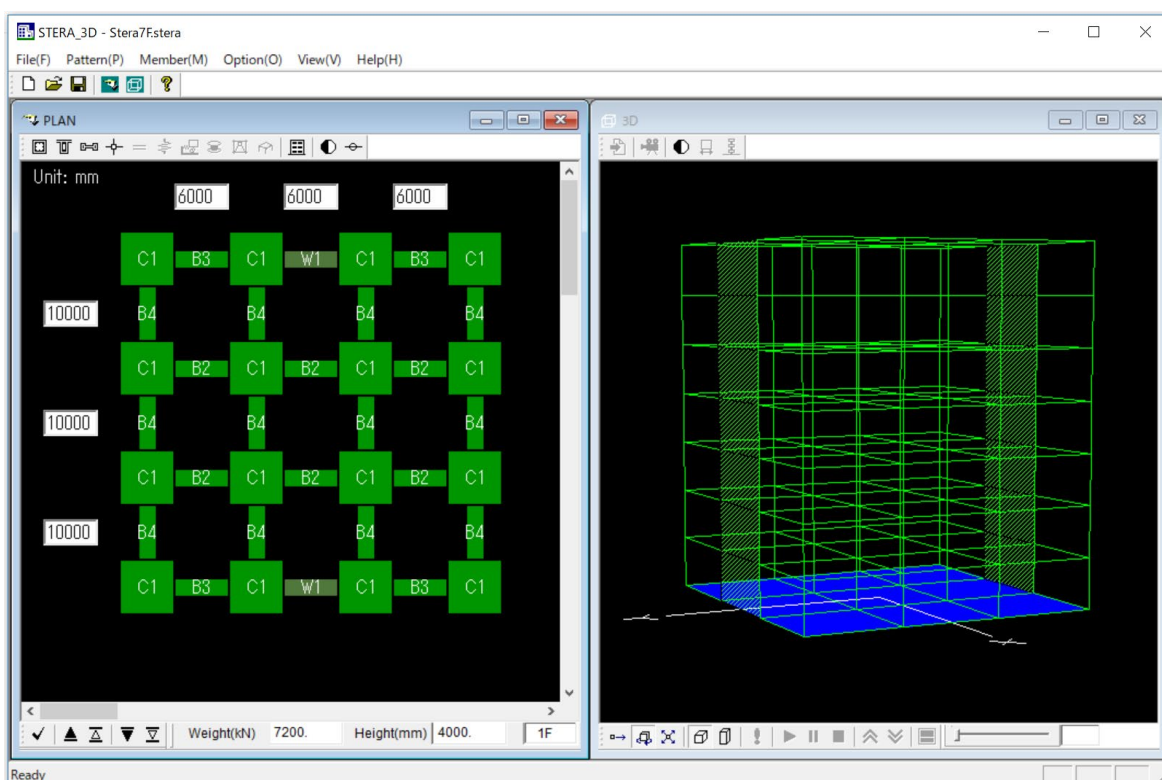 STERA_3D - Stera7F.stera
File(F) Pattern(P) Member(M) Option(O) View(V) Help(H)
PLAN
3D
Unit: mm
6000 6000 6000
C1 B3 C1 W1 C1 B3 C1
10000 B4 B4 B4 B4
C1 B2 C1 B2 C1 B2 C1
10000 B4 B4 B4 B4
C1 B2 C1 B2 C1 B2 C1
10000 B4 B4 B4 B4
C1 B3 C1 W1 C1 B3 C1
Weight(kN) 7200. Height(mm) 4000. 1F
Ready